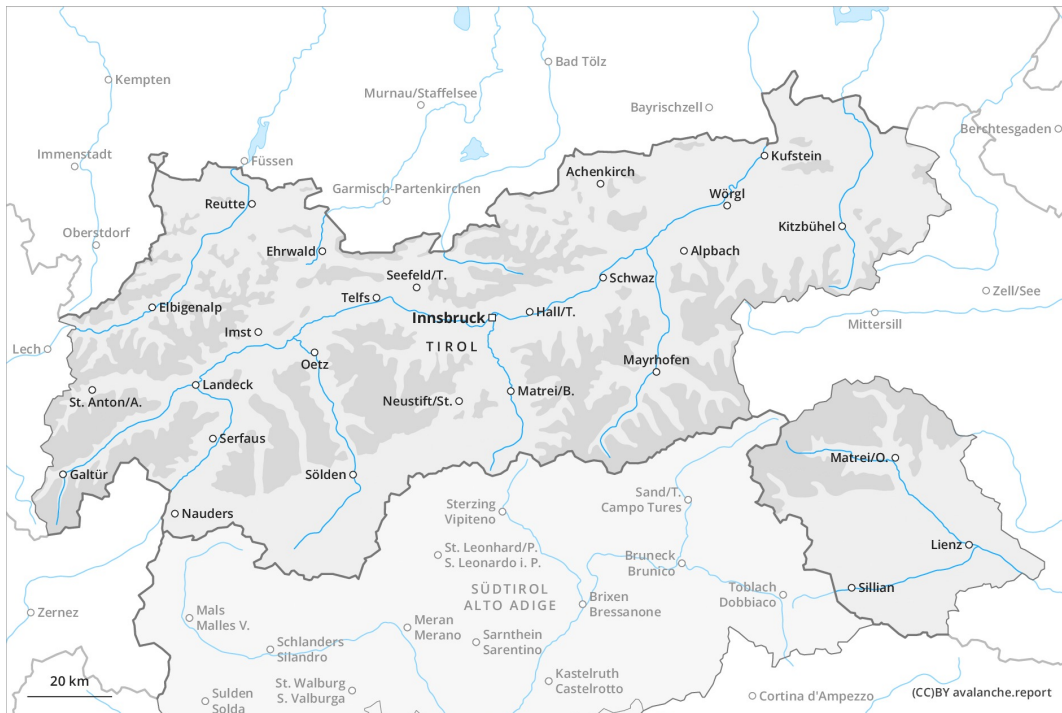 Kempten
Bad Tölz
Murnau/Staffelsee
Bayrischzell
Berchtesgaden
Immenstadt
Füssen
Kufstein
Achenkirch
Garmisch-Partenkirchen
Wörgl
Reutte
Kitzbühel
Oberstdorf
Ehrwald
Alpbach
Seefeld/T.
Schwaz
Zell/See
Telfs
Elbigenalp
Innsbruck
Hall/T.
Mittersill
Imst
Lech
TIROL
Oetz
Mayrhofen
Landeck
St. Anton/A.
Neustift/St.
Matrei/B.
Serfaus
Matrei/O.
Galtür
Sölden
Sand/T.
Campo Tures
Sterzing
Vipiteno
Nauders
Lienz
St. Leonhard/P.
S. Leonardo i. P.
Bruneck
Brunico
SÜDTIROL
ALTO ADIGE
Toblach
Dobbiaco
Sillian
Brixen
Bressanone
Zernez
Mals
Malles V.
Meran
Merano
Sarnthein
Sarentino
Schlanders
Silandro
Kastelruth
Castelrotto
St. Walburg
S. Valburga
20 km
Sulden
Solda
Cortina d'Ampezzo
(CC)BY avalanche.report